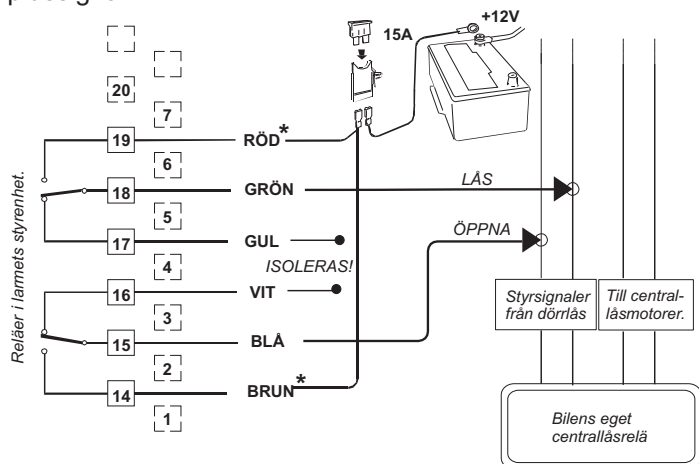 +12V
15A
20
7
19
RÖD*
6
18
GRÖN
LÅS
5
17
GUL
ÖPPNA
4
ISOLERAS!
16
VIT
3
15
BLÅ
2
14
BRUN*
1
Reläer i larmets styrenhet.
Styrsignaler
från dörrlås
Till central-
låsmotorer.
Bilens eget
centrallåsrelä